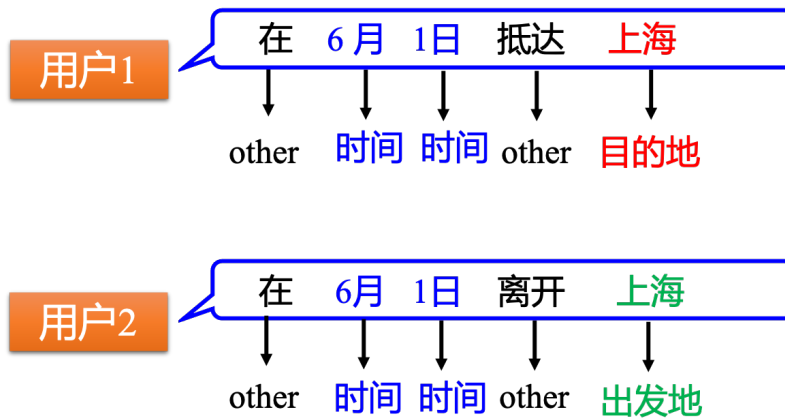 在 6 月 1日 抵达 上海
用户1
other 时间 时间 other 目的地
在 6月 1日 离开 上海
用户2
other 时间 时间 other 出发地